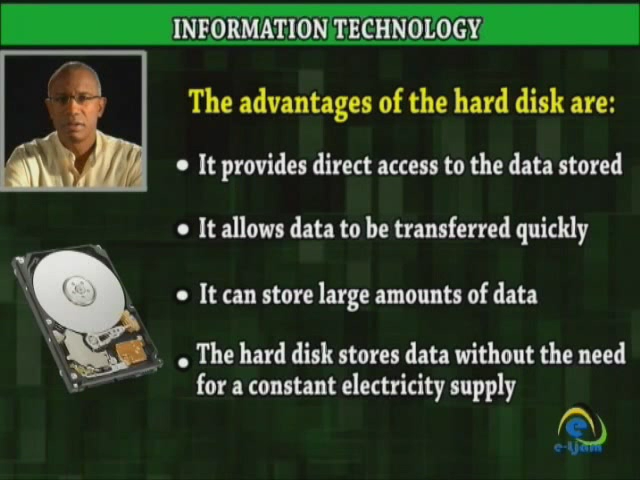 INFORMATION TECHNOLOGY
The advantages of the hard disk are:
• It provides direct access to the data stored
• It allows data to be transferred quickly
• It can store large amounts of data
• The hard disk stores data without the need
for a constant electricity supply
e
e-Ljam